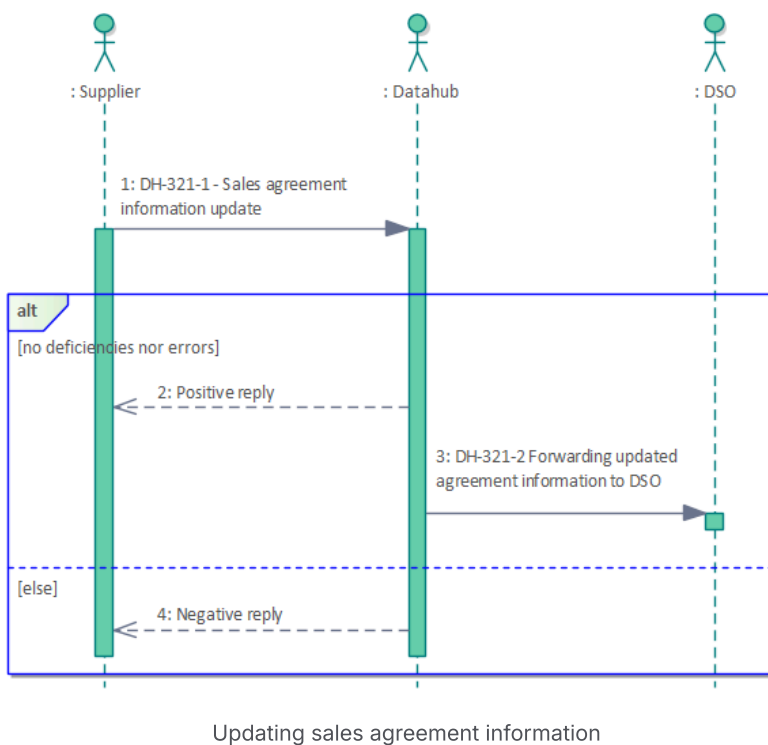 : Supplier
: Datahub
: DSO
1: DH-321-1 - Sales agreement
information update
alt
[no deficiencies nor errors]
2: Positive reply
3: DH-321-2 Forwarding updated
agreement information to DSO
[else]
4: Negative reply
Updating sales agreement information